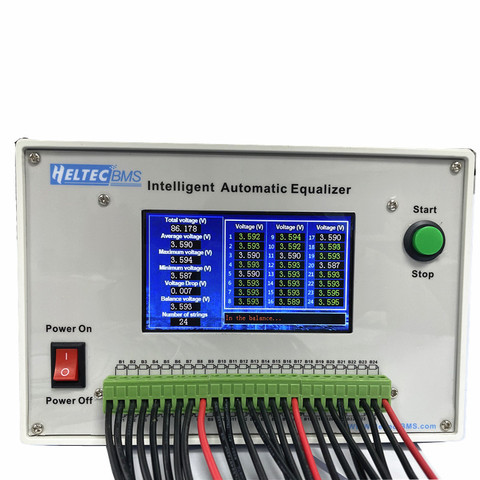 HELTEC BMS
Intelligent Automatic Equalizer
Start
Stop
Total voltage (V)
86.178
Average voltage (V)
3.590
Maximum voltage (V)
3.594
Minimum voltage (V)
3.587
Voltage Drop (V)
0.007
Balance voltage (V)
3.593
Number of strings
24
Voltage (V) Voltage (V) Voltage (V)
1 3.592 9 3.594 17 3.590
2 3.593 10 3.592 18 3.593
3 3.590 11 3.590 19 3.593
4 3.593 12 3.593 20 3.587
5 3.590 13 3.593 21 3.593
6 3.593 14 3.593 22 3.593
7 3.593 15 3.593 23 3.595
8 3.593 16 3.589 24 3.595
In the balance...
Power On
Power Off
B1 B2 B3 B4 B5 B6 B7 B8 B9 B10 B11 B12 B13 B14 B15 B16 B17 B18 B19 B20 B21 B22 B23 B24